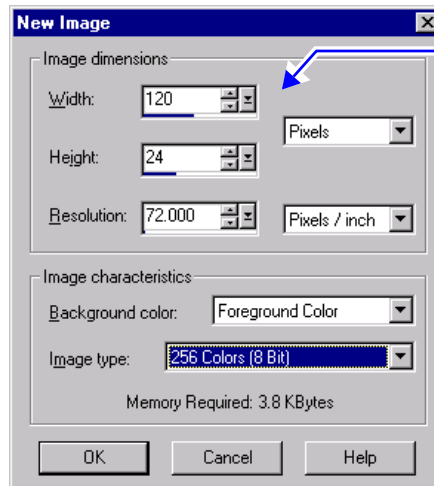 New Image
Image dimensions
Width: 120
Pixels
Height: 24
Resolution: 72.000 Pixels / inch
Image characteristics
Background color: Foreground Color
Image type: 256 Colors (8 Bit)
Memory Required: 3.8 KBytes
OK Cancel Help